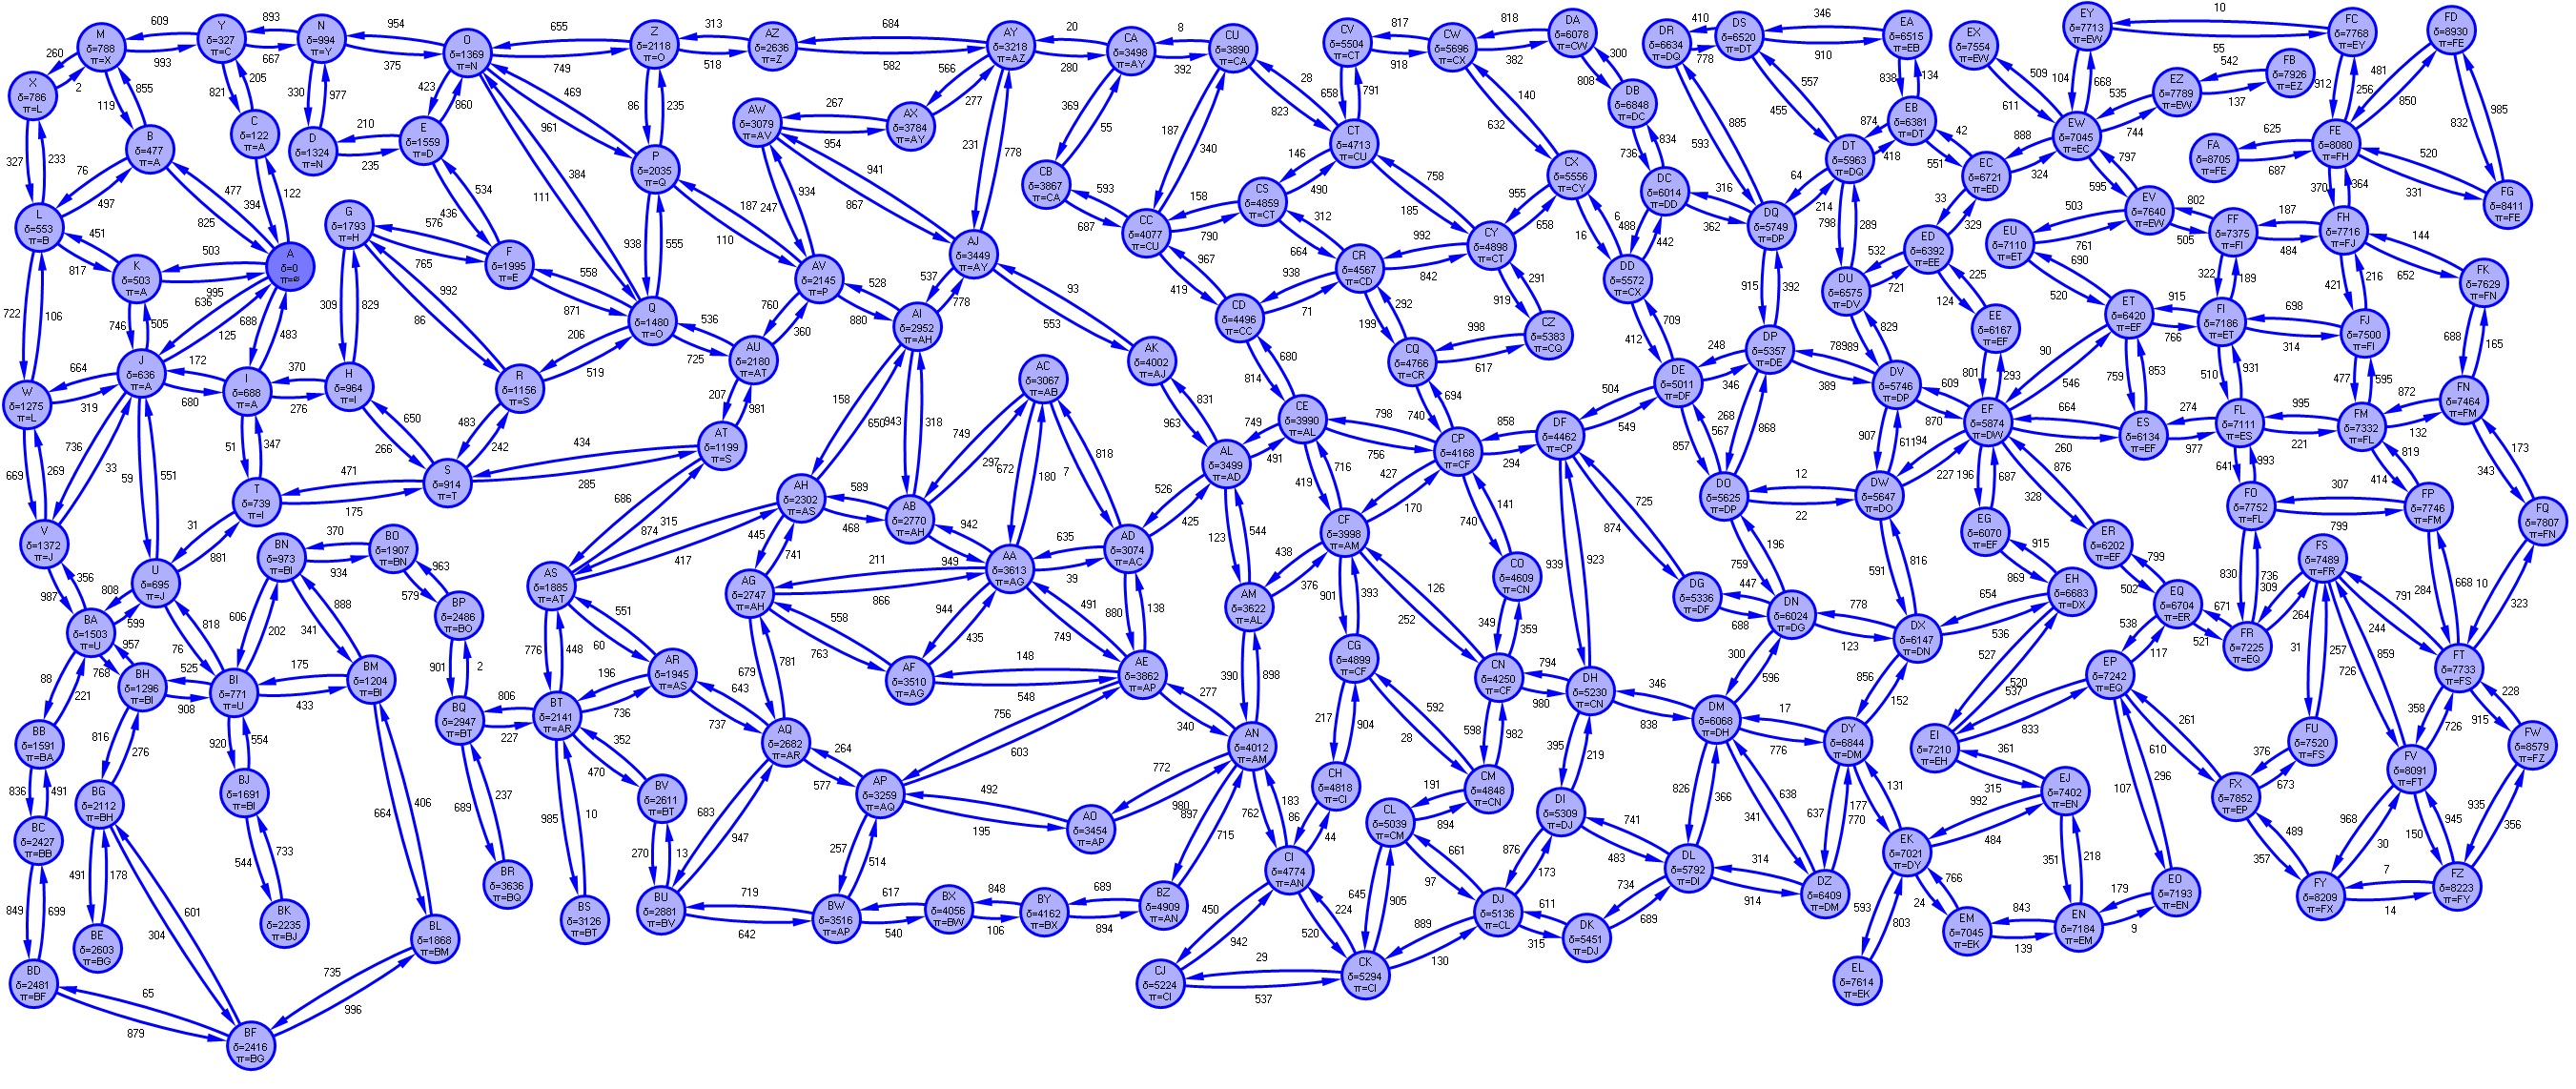 M
δ=788
π=X
Y
δ=327
π=C
N
δ=994
π=Y
O
δ=1369
π=N
Z
δ=2118
π=O
AZ
δ=2636
π=Z
AY
δ=3218
π=AZ
CA
δ=3498
π=AY
CU
δ=3890
π=CA
CV
δ=5504
π=CT
CW
δ=5696
π=CX
DA
δ=6078
π=CW
DR
δ=6634
π=DQ
DS
δ=6520
π=DT
EA
δ=6515
π=EB
EX
δ=7554
π=EW
EY
δ=7713
π=EW
FC
δ=7768
π=EY
FD
δ=8930
π=FE
609
993
893
667
954
375
655
749
313
518
684
582
20
280
8
392
817
918
818
382
410
778
346
910
10
260
2
119
855
821
205
330
977
423
860
469
961
384
111
86
235
566
277
231
778
369
55
187
340
28
823
658
791
140
632
300
808
885
593
557
455
838
134
509
611
104
668
55
535
137
744
912
256
481
850
985
832
X
δ=786
π=L
B
δ=477
π=A
C
δ=122
π=A
D
δ=1324
π=N
E
δ=1559
π=D
P
δ=2035
π=Q
AW
δ=3079
π=AV
AX
δ=3784
π=AY
CB
δ=3867
π=CA
CT
δ=4713
π=CU
CX
δ=5556
π=CY
DB
δ=6848
π=DC
DT
δ=5963
π=DQ
EB
δ=6381
π=DT
EW
δ=7045
π=EC
EZ
δ=7789
π=EW
FB
δ=7926
π=EZ
FA
δ=8705
π=FE
FE
δ=8080
π=FH
FG
δ=8411
π=FE
327
233
76
497
477
825
394
122
210
235
534
436
187
110
938
555
267
954
934
247
941
867
593
687
146
490
158
790
758
185
955
658
736
834
316
362
64
214
874
418
42
551
888
324
797
595
625
687
370
364
520
331
L
δ=553
π=B
K
δ=503
π=A
A
δ=0
π=ø
G
δ=1793
π=H
F
δ=1995
π=E
Q
δ=1480
π=O
AV
δ=2145
π=P
AJ
δ=3449
π=AY
CC
δ=4077
π=CU
CS
δ=4859
π=CT
CR
δ=4567
π=CD
CY
δ=4898
π=CT
DC
δ=6014
π=DD
DD
δ=5572
π=CX
DQ
δ=5749
π=DP
DU
δ=6575
π=DV
EC
δ=6721
π=ED
ED
δ=6392
π=EE
EU
δ=7110
π=ET
EV
δ=7640
π=EW
FF
δ=7375
π=FI
FH
δ=7716
π=FJ
FK
δ=7629
π=FN
451
817
503
995
636
125
688
483
746
505
722
106
576
765
992
86
309
829
558
871
206
519
536
725
760
360
528
880
537
778
93
553
967
419
312
664
938
71
992
842
291
919
292
199
6
16
488
442
412
709
915
392
798
289
532
721
33
329
225
124
503
761
690
520
802
505
187
484
322
189
421
216
144
652
688
165
W
δ=1275
π=L
J
δ=636
π=A
I
δ=688
π=A
H
δ=964
π=I
R
δ=1156
π=S
AU
δ=2180
π=AT
AI
δ=2952
π=AH
AC
δ=3067
π=AB
AK
δ=4002
π=AJ
CD
δ=4496
π=CC
CQ
δ=4766
π=CR
CZ
δ=5383
π=CQ
DE
δ=5011
π=DF
DP
δ=5357
π=DE
DV
δ=5746
π=DP
EE
δ=6167
π=EF
ET
δ=6420
π=EF
FI
δ=7186
π=ET
FJ
δ=7500
π=FI
FN
δ=7464
π=FM
664
319
172
680
370
276
51
347
650
266
483
242
207
981
158
650
943
318
749
297
672
180
7
818
831
963
680
814
998
617
694
740
504
549
248
346
789
89
389
829
609
870
801
293
90
546
915
766
759
853
698
314
510
931
477
595
872
132
173
343
V
δ=1372
π=J
T
δ=739
π=I
S
δ=914
π=T
AT
δ=1199
π=S
AH
δ=2302
π=AS
AB
δ=2770
π=AH
AA
δ=3613
π=AG
AD
δ=3074
π=AC
AL
δ=3499
π=AD
CE
δ=3990
π=AL
CF
δ=3998
π=AM
CP
δ=4168
π=CF
DF
δ=4462
π=CP
DO
δ=5625
π=DP
DW
δ=5647
π=DO
EF
δ=5874
π=DW
EG
δ=6070
π=EF
ER
δ=6202
π=EF
ES
δ=6134
π=EF
FL
δ=7111
π=ES
FM
δ=7332
π=FL
FO
δ=7752
π=FL
FP
δ=7746
π=FM
FQ
δ=7807
π=FN
669
269
736
33
59
551
356
987
31
881
471
175
434
285
686
874
315
417
589
468
445
741
942
949
211
866
635
39
526
425
749
491
123
544
798
756
419
716
427
170
438
376
858
294
141
740
857
567
268
868
12
22
907
611
94
227
196
687
328
876
664
260
274
977
995
221
641
993
414
819
307
U
δ=695
π=J
BN
δ=973
π=BI
BO
δ=1907
π=BN
BP
δ=2486
π=BO
AS
δ=1885
π=AT
AG
δ=2747
π=AH
AF
δ=3510
π=AG
AE
δ=3862
π=AP
AM
δ=3622
π=AL
CG
δ=4899
π=CF
CO
δ=4609
π=CN
CN
δ=4250
π=CF
DG
δ=5336
π=DF
DN
δ=6024
π=DG
DX
δ=6147
π=DN
EH
δ=6683
π=DX
EQ
δ=6704
π=ER
FR
δ=7225
π=EQ
FS
δ=7489
π=FR
FT
δ=7733
π=FS
BA
δ=1503
π=U
BH
δ=1296
π=BI
BI
δ=771
π=U
BM
δ=1204
π=BI
808
599
370
934
579
963
606
202
341
888
818
76
957
768
525
908
175
433
88
221
551
60
776
448
558
763
944
435
491
749
880
138
148
548
901
393
126
252
349
359
725
874
939
923
759
196
447
688
591
816
778
123
915
869
654
536
799
502
671
521
830
736
309
264
799
791
284
668
10
323
BB
δ=1591
π=BA
BG
δ=2112
π=BH
BJ
δ=1691
π=BI
BQ
δ=2947
π=BT
BT
δ=2141
π=AR
AR
δ=1945
π=AS
AQ
δ=2682
π=AR
AP
δ=3259
π=AQ
AO
δ=3454
π=AP
AN
δ=4012
π=AM
CH
δ=4818
π=CI
CM
δ=4848
π=CN
DH
δ=5230
π=CN
DI
δ=5309
π=DJ
DM
δ=6068
π=DH
DY
δ=6844
π=DM
EI
δ=7210
π=EH
EJ
δ=7402
π=EN
EP
δ=7242
π=EQ
FU
δ=7520
π=FS
FX
δ=7852
π=EP
FV
δ=8091
π=FT
FW
δ=8579
π=FZ
816
276
920
554
901
2
806
227
196
736
643
737
679
781
352
470
264
577
756
603
277
340
390
898
592
28
217
904
598
982
794
980
346
838
395
219
300
596
17
776
856
152
527
520
537
833
538
117
261
610
107
296
31
257
726
859
244
376
673
358
726
228
915
BC
δ=2427
π=BB
BE
δ=2603
π=BG
BK
δ=2235
π=BJ
BL
δ=1868
π=BM
BR
δ=3636
π=BQ
BS
δ=3126
π=BT
BV
δ=2611
π=BT
BU
δ=2881
π=BV
BW
δ=3516
π=AP
BX
δ=4056
π=BW
BY
δ=4162
π=BX
BZ
δ=4909
π=AN
CI
δ=4774
π=AN
CL
δ=5039
π=CM
DJ
δ=5136
π=CL
DK
δ=5451
π=DJ
DL
δ=5792
π=DI
DZ
δ=6409
π=DM
EK
δ=7021
π=DY
EM
δ=7045
π=EK
EN
δ=7184
π=EM
EO
δ=7193
π=EN
FY
δ=8209
π=FX
FZ
δ=8223
π=FY
836
491
491
178
544
733
664
406
689
237
985
10
270
13
683
947
719
642
257
514
617
540
848
106
689
894
492
195
772
980
897
715
762
183
86
44
191
894
661
97
645
905
876
173
741
483
826
366
638
341
637
770
177
131
361
315
992
484
351
218
489
357
968
30
150
945
935
356
849
699
601
304
450
942
520
224
889
130
611
315
734
689
314
914
593
803
766
24
843
139
179
9
7
14
BD
δ=2481
π=BF
BF
δ=2416
π=BG
CJ
δ=5224
π=CI
CK
δ=5294
π=CI
EL
δ=7614
π=EK
65
879
735
996
29
537